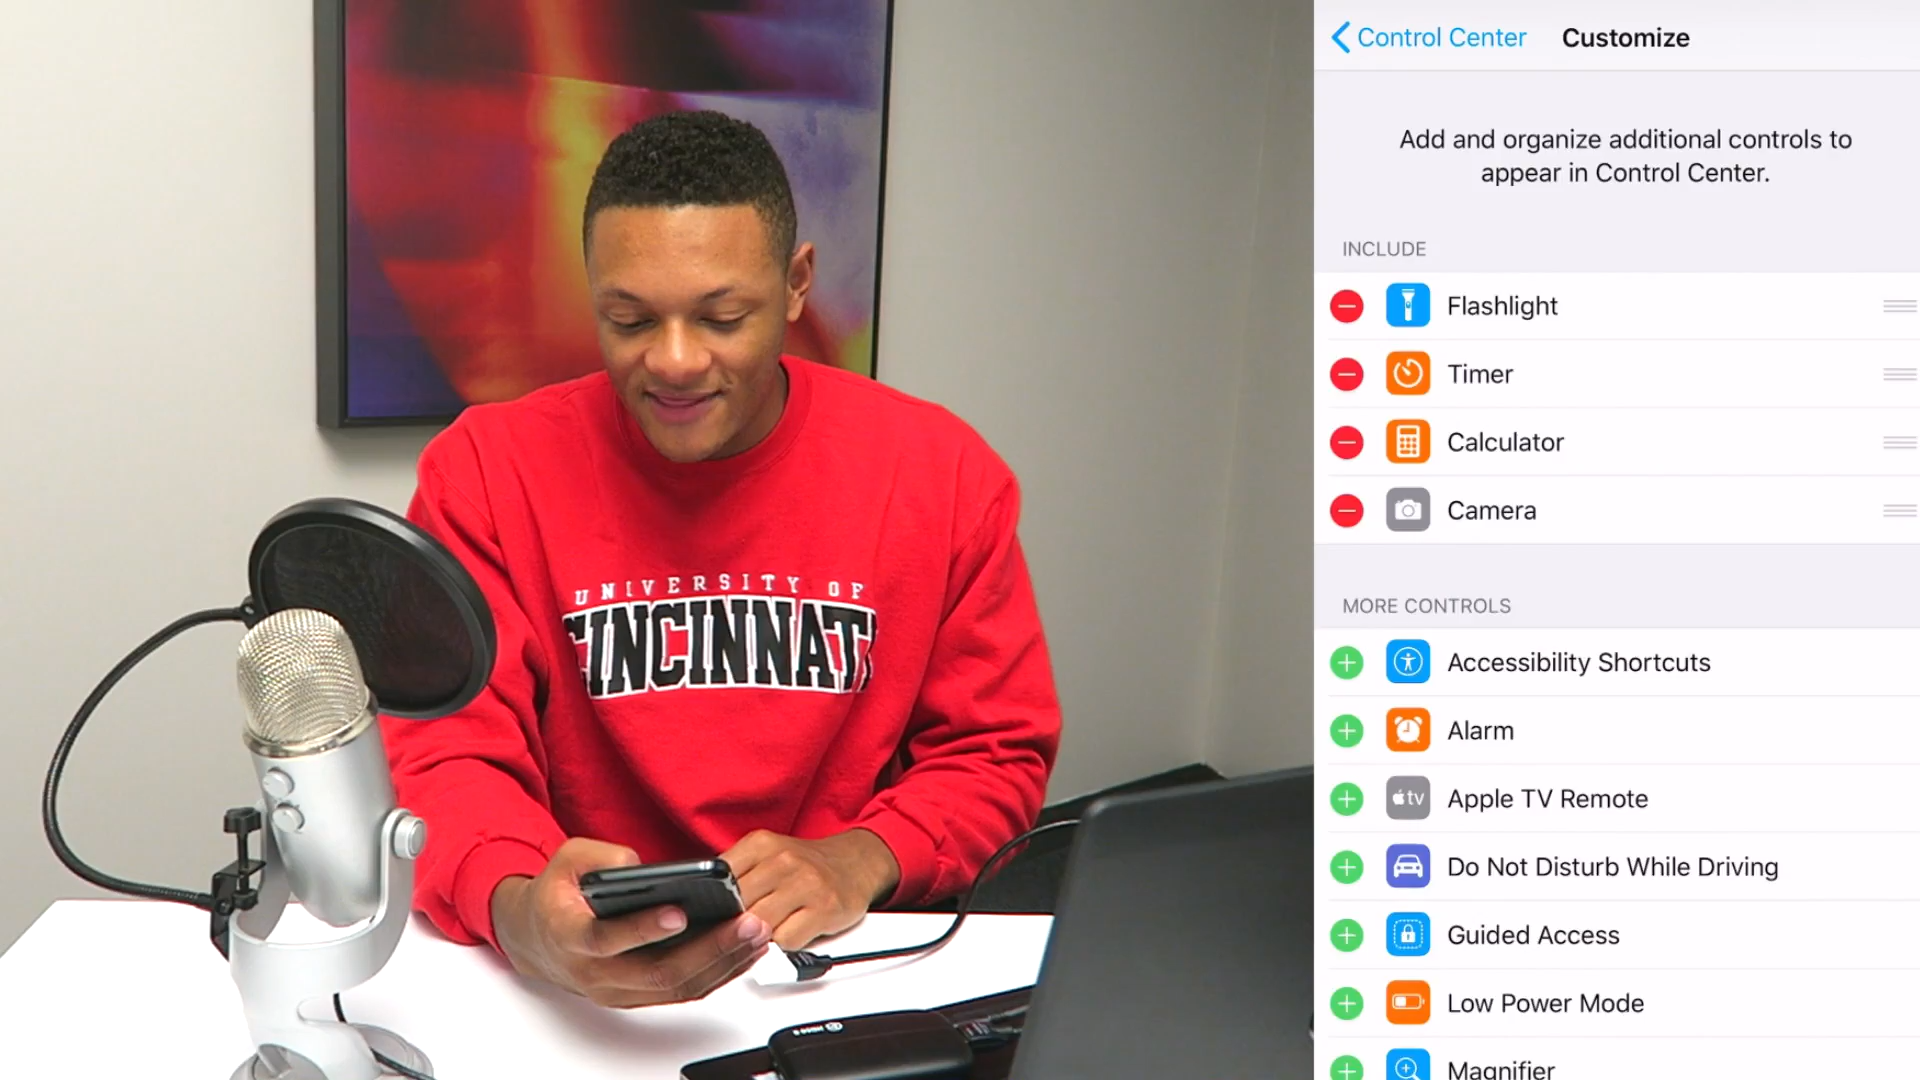 UNIVERSITY OF
CINCINNATI
Control Center
Customize
Add and organize additional controls to
appear in Control Center.
INCLUDE
Flashlight
Timer
Calculator
Camera
MORE CONTROLS
Accessibility Shortcuts
Alarm
tv
Apple TV Remote
Do Not Disturb While Driving
Guided Access
Low Power Mode
Magnifier